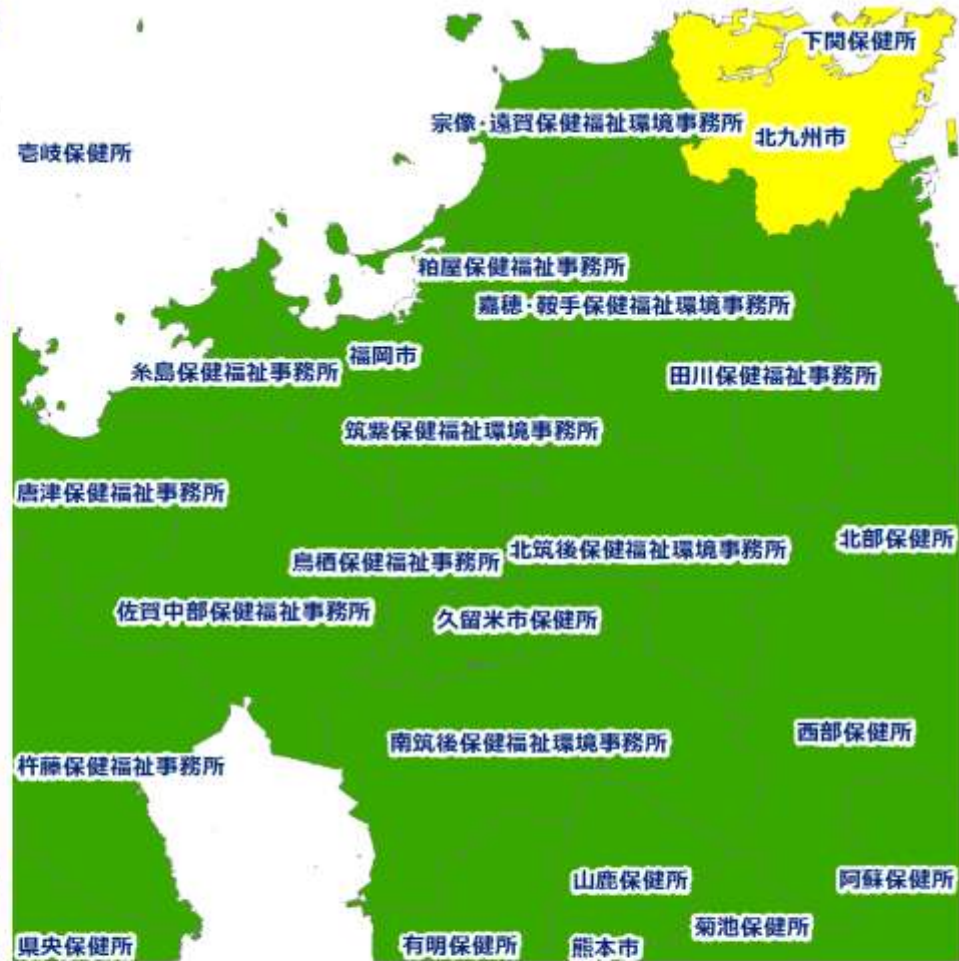 下関保健所
宗像・遠賀保健福祉環境事務所
北九州市
壱岐保健所
粕屋保健福祉事務所
嘉穂・鞍手保健福祉環境事務所
福岡市
糸島保健福祉事務所
田川保健福祉事務所
筑紫保健福祉環境事務所
唐津保健福祉事務所
北部保健所
北筑後保健福祉環境事務所
鳥栖保健福祉事務所
佐賀中部保健福祉事務所
久留米市保健所
西部保健所
南筑後保健福祉環境事務所
杵藤保健福祉事務所
山鹿保健所
阿蘇保健所
菊池保健所
県央保健所
有明保健所
熊本市